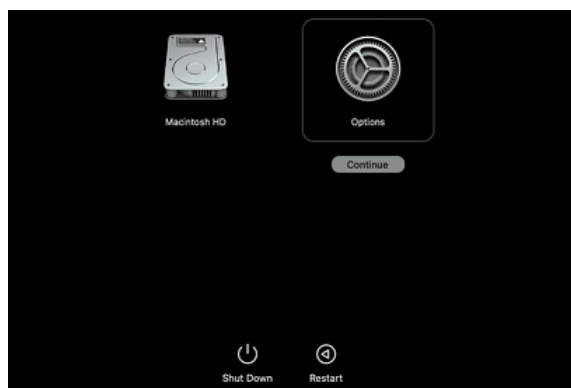 Macintosh HD
Options
Continue
Shut Down
Restart